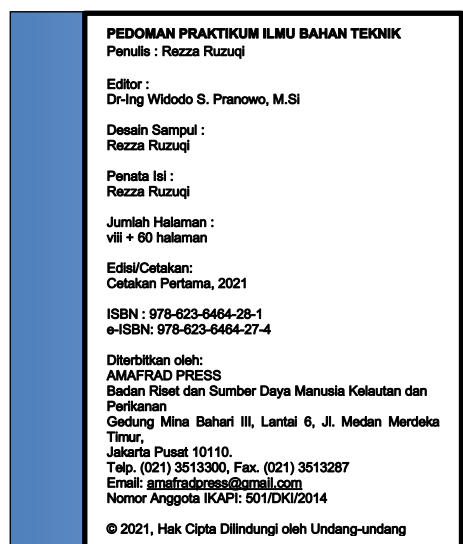 PEDOMAN PRAKTIKUM ILMU BAHAN TEKNIK
Penulis : Rezza Ruzuqi
Editor :
Dr-Ing Widodo S. Pranowo, M.Si
Desain Sampul :
Rezza Ruzuqi
Penata Isi :
Rezza Ruzuqi
Jumlah Halaman :
viii + 60 halaman
Edisi/Cetakan:
Cetakan Pertama, 2021
ISBN : 978-623-6464-28-1
e-ISBN: 978-623-6464-27-4
Diterbitkan oleh:
AMAFRAD PRESS
Badan Riset dan Sumber Daya Manusia Kelautan dan
Perikanan
Gedung Mina Bahari III, Lantai 6, Jl. Medan Merdeka
Timur,
Jakarta Pusat 10110.
Telp. (021) 3513300, Fax. (021) 3513287
Email: amafradpress@gmail.com
Nomor Anggota IKAPI: 501/DKI/2014
© 2021, Hak Cipta Dilindungi oleh Undang-undang